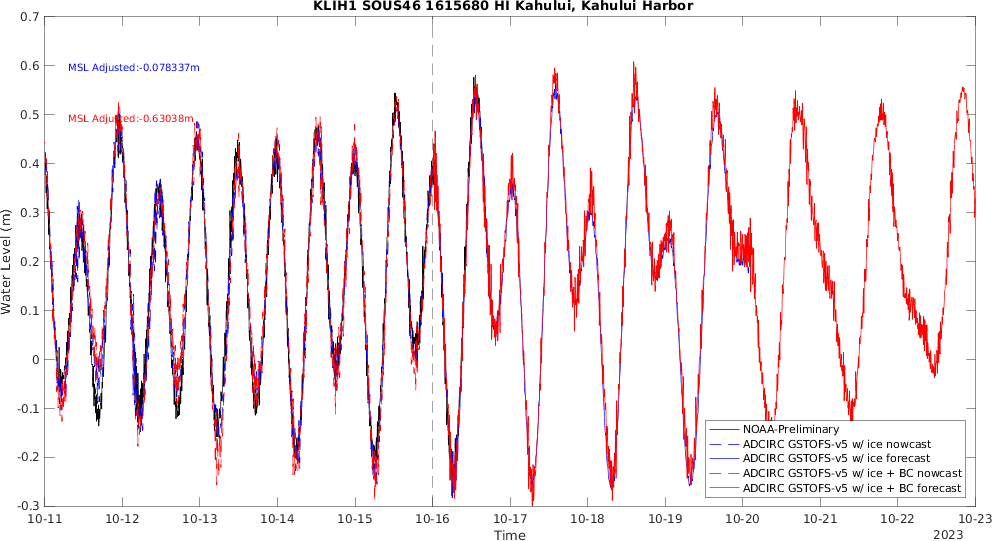 KLIH1 SOUS46 1615680 HI Kahului, Kahului Harbor
0.7
0.6
0.5
0.4
0.3
0.2
0.1
0
-0.1
-0.2
-0.3
Water Level (m)
MSL Adjusted:-0.078337m
MSL Adjusted:-0.63038m
NOAA-Preliminary
ADCIRC GSTOFS-v5 w/ ice nowcast
ADCIRC GSTOFS-v5 w/ ice forecast
ADCIRC GSTOFS-v5 w/ ice + BC nowcast
ADCIRC GSTOFS-v5 w/ ice + BC forecast
10-11 10-12 10-13 10-14 10-15 10-16 10-17 10-18 10-19 10-20 10-21 10-22 10-23
Time
2023